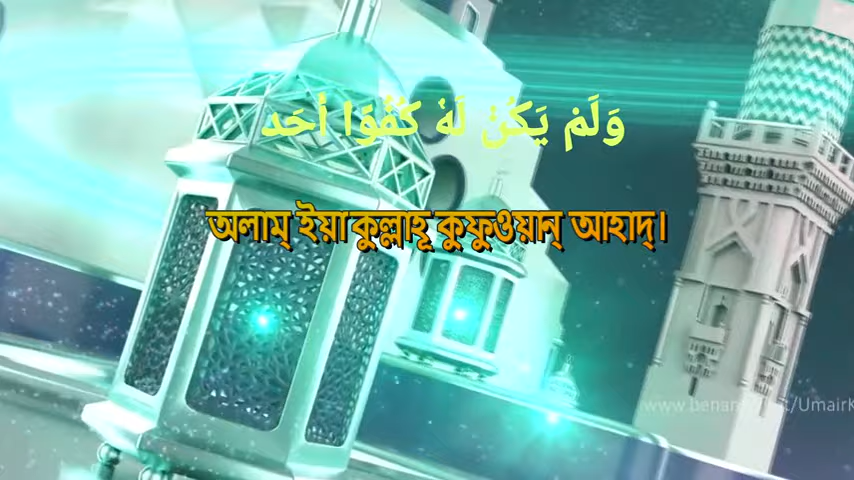 وَلَمْ يَكُنْ لَهٗ كُفُوًا أَحَد
অলাম্ ইয়া কুল্লাহূ কুফুওয়ান্ আহাদ্।